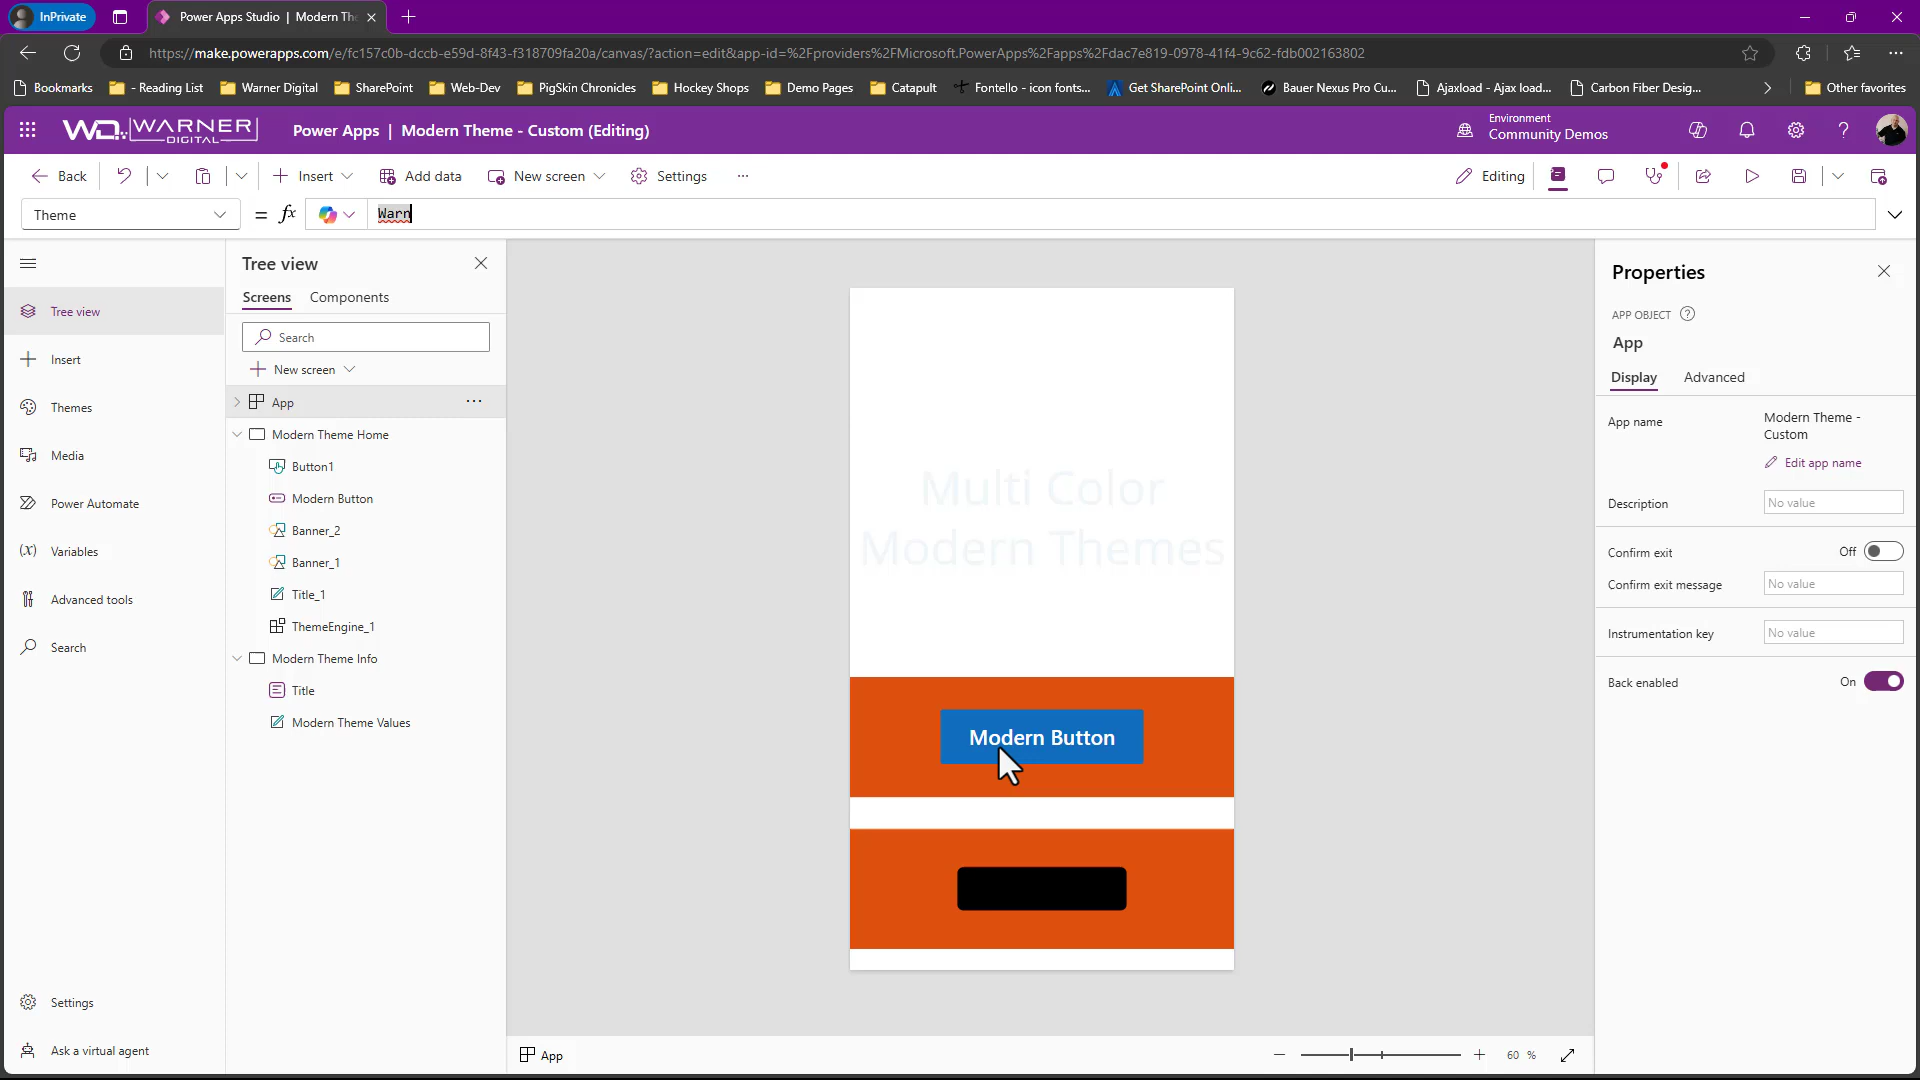 InPrivate
Power Apps Studio | Modern Th
https://make.powerapps.com/e/fc157c0b-dccb-e59d-8f43-f318709fa20a/canvas/?action=edit&app-id=%2Fproviders%2FMicrosoft.PowerApps%2Fapps%2Fdac7e819-0978-41f4-9c62-fdb002163802
Bookmarks
- Reading List
Warner Digital
SharePoint
Web-Dev
PigSkin Chronicles
Hockey Shops
Demo Pages
Catapult
Fontello - icon fonts...
Get SharePoint Onli...
Bauer Nexus Pro Cu...
Ajaxload - Ajax load...
Carbon Fiber Desig...
Other favorites
WD WARNER DIGITAL
Power Apps | Modern Theme - Custom (Editing)
Environment
Community Demos
Back
Insert
Add data
New screen
Settings
...
Editing
Theme
= fx
Warn
Tree view
Insert
Themes
Media
Power Automate
(x) Variables
Advanced tools
Search
Settings
Ask a virtual agent
Tree view
Screens
Components
Search
New screen
App
...
Modern Theme Home
Button1
Modern Button
Banner_2
Banner_1
Title_1
ThemeEngine_1
Modern Theme Info
Title
Modern Theme Values
Multi Color
Modern Themes
Modern Button
App
60 %
Properties
APP OBJECT
App
Display
Advanced
App name
Modern Theme -
Custom
Edit app name
Description
No value
Confirm exit
Off
Confirm exit message
No value
Instrumentation key
No value
Back enabled
On